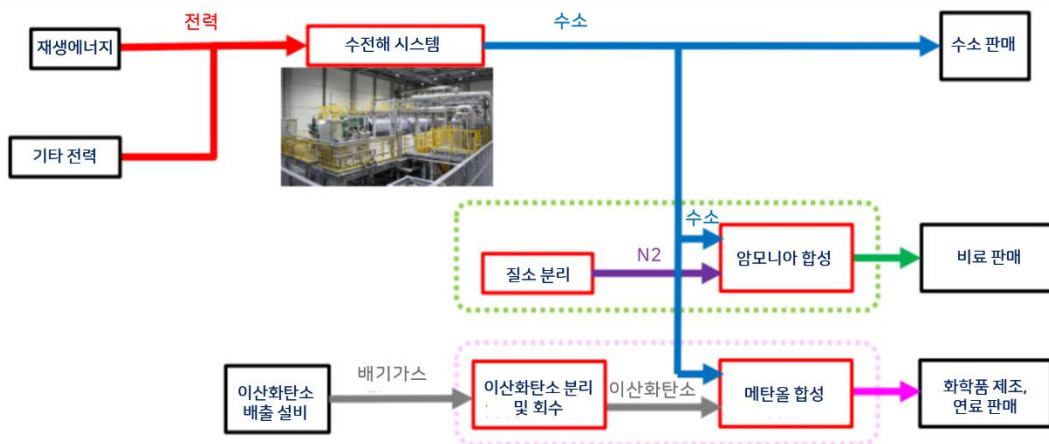 전력
수소
재생에너지
수전해 시스템
수소 판매
기타 전력
수소
N2
질소 분리
암모니아 합성
비료 판매
배기가스
이산화탄소
이산화탄소
배출 설비
이산화탄소 분리
및 회수
메탄올 합성
화학품 제조,
연료 판매